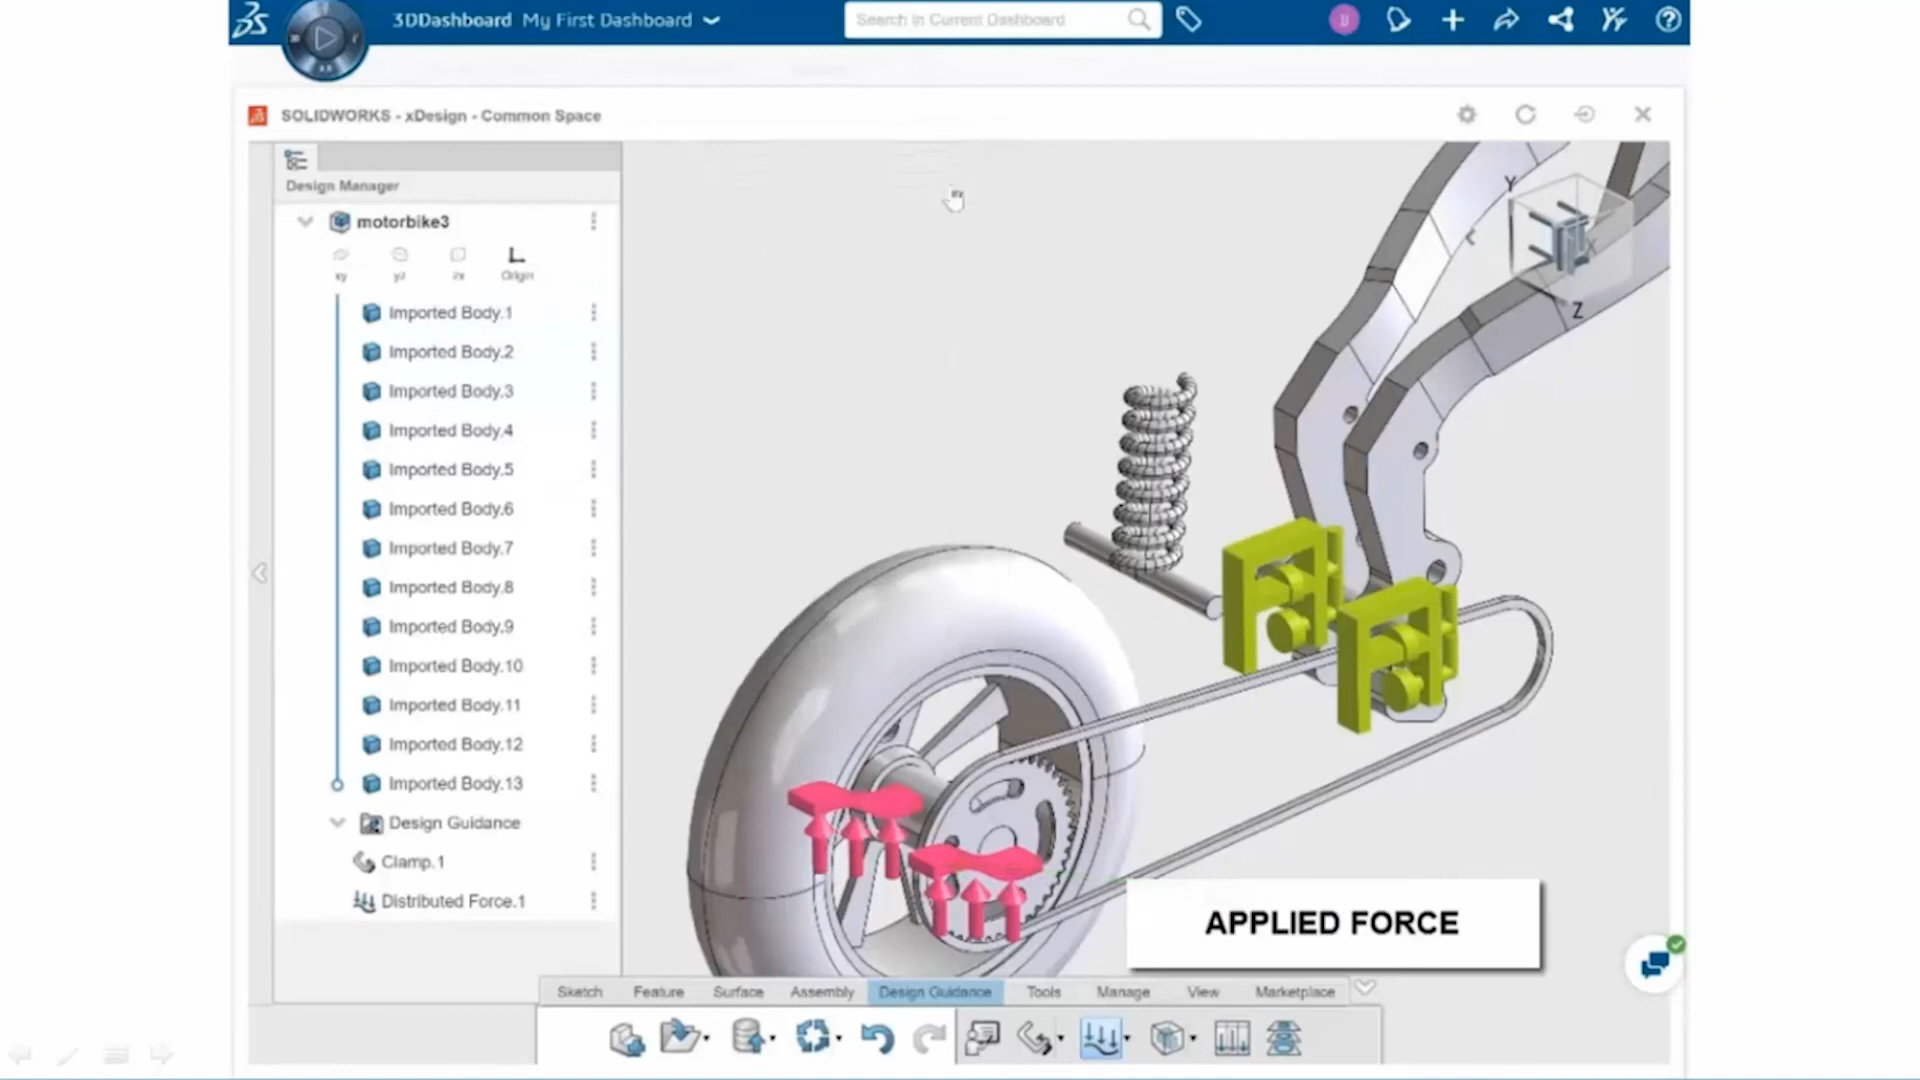 3DDashboard My First Dashboard
Search in Current Dashboard
SOLIDWORKS - xDesign - Common Space
Design Manager
motorbike3
xy yz zx Origin
Imported Body.1
Imported Body.2
Imported Body.3
Imported Body.4
Imported Body.5
Imported Body.6
Imported Body.7
Imported Body.8
Imported Body.9
Imported Body.10
Imported Body.11
Imported Body.12
Imported Body.13
Design Guidance
Clamp.1
Distributed Force.1
Y
X
Z
APPLIED FORCE
Sketch Feature Surface Assembly Design Guidance Tools Manage View Marketplace